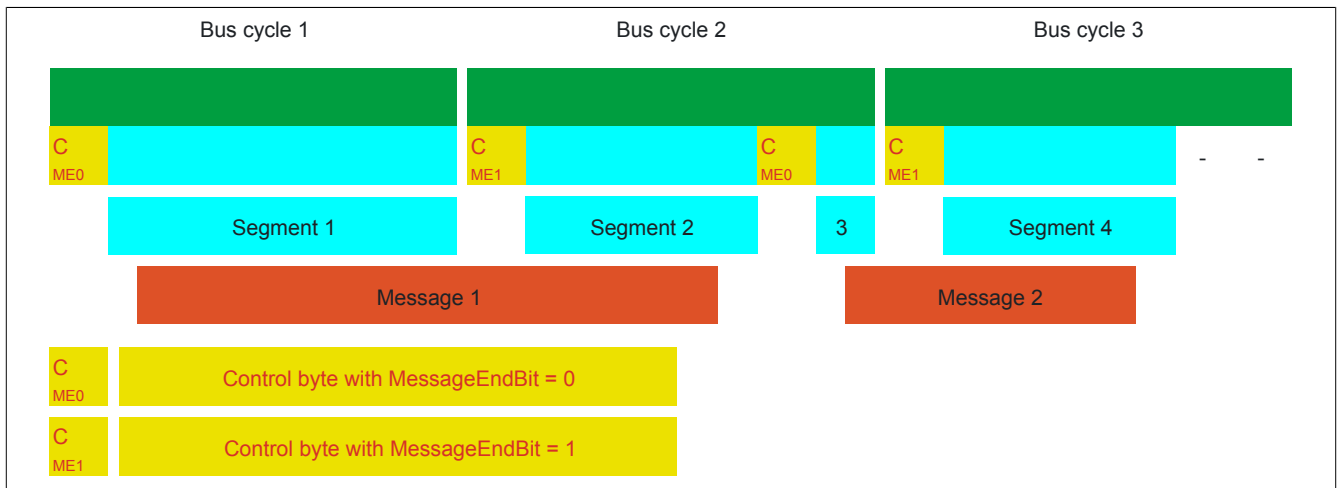 Bus cycle 1 Bus cycle 2 Bus cycle 3
C C C C
ME0 ME1 ME0 ME1 - -
Segment 1 Segment 2 3 Segment 4
Message 1 Message 2
C
ME0 Control byte with MessageEndBit = 0
C
ME1 Control byte with MessageEndBit = 1